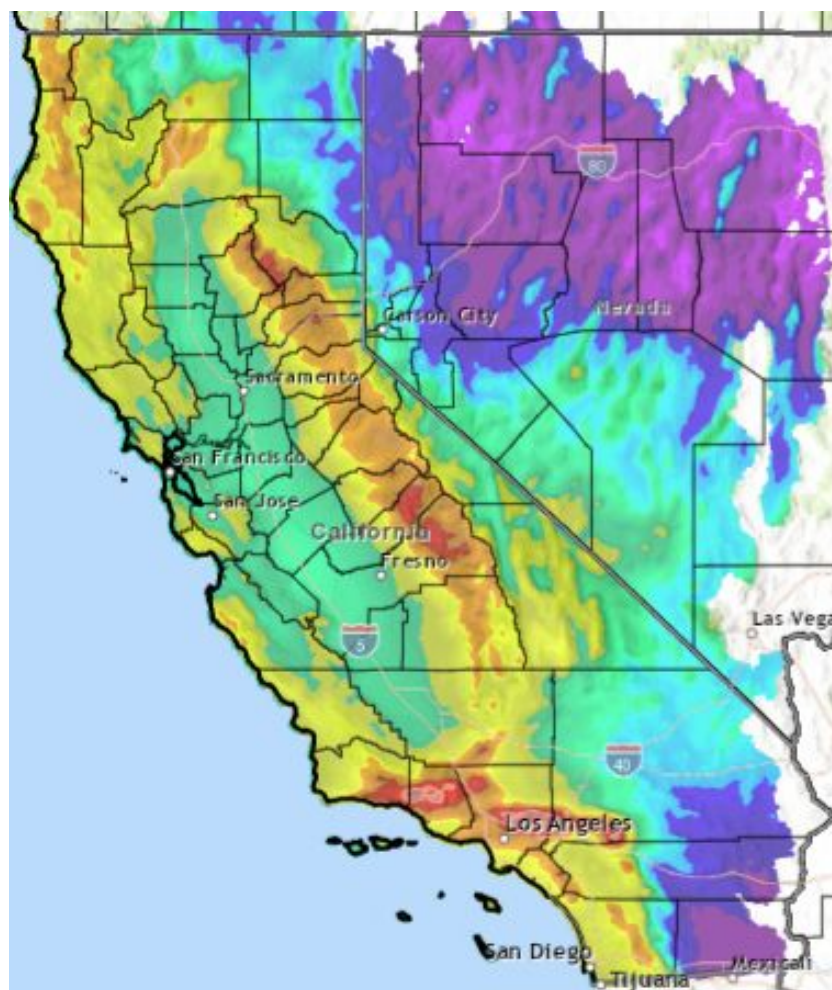 80
Nevada
Carson City
Sacramento
San Francisco
San Jose
California
Fresno
5
Las Vega
40
Los Angeles
San Diego
Mexicali
Tijuana